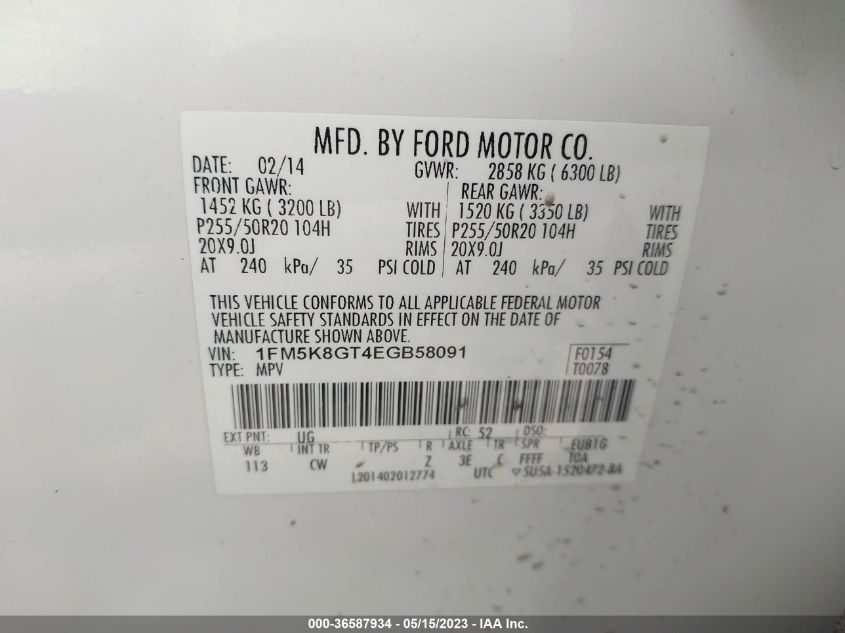 MFD. BY FORD MOTOR CO.
DATE: 02/14 GVWR: 2858 KG ( 6300 LB)
FRONT GAWR: REAR GAWR:
1452 KG ( 3200 LB) WITH 1520 KG ( 3350 LB) WITH
P255/50R20 104H TIRES P255/50R20 104H TIRES
20X9.0J RIMS 20X9.0J RIMS
AT 240 kPa/ 35 PSI COLD AT 240 kPa/ 35 PSI COLD
THIS VEHICLE CONFORMS TO ALL APPLICABLE FEDERAL MOTOR
VEHICLE SAFETY STANDARDS IN EFFECT ON THE DATE OF
MANUFACTURE SHOWN ABOVE.
VIN: 1FM5K8GT4EGB58091 F0154
TYPE: MPV T0078
EXT PNT: UG RC: 52 DSO:
WB INT TR TP/PS R AXLE TR SPR EUB1G
113 CW Z 3E C FFFF TOA
L201402012774 UTC ▽5U5A-1520472-BA
000-36587934 - 05/15/2023 - © IAA Inc.